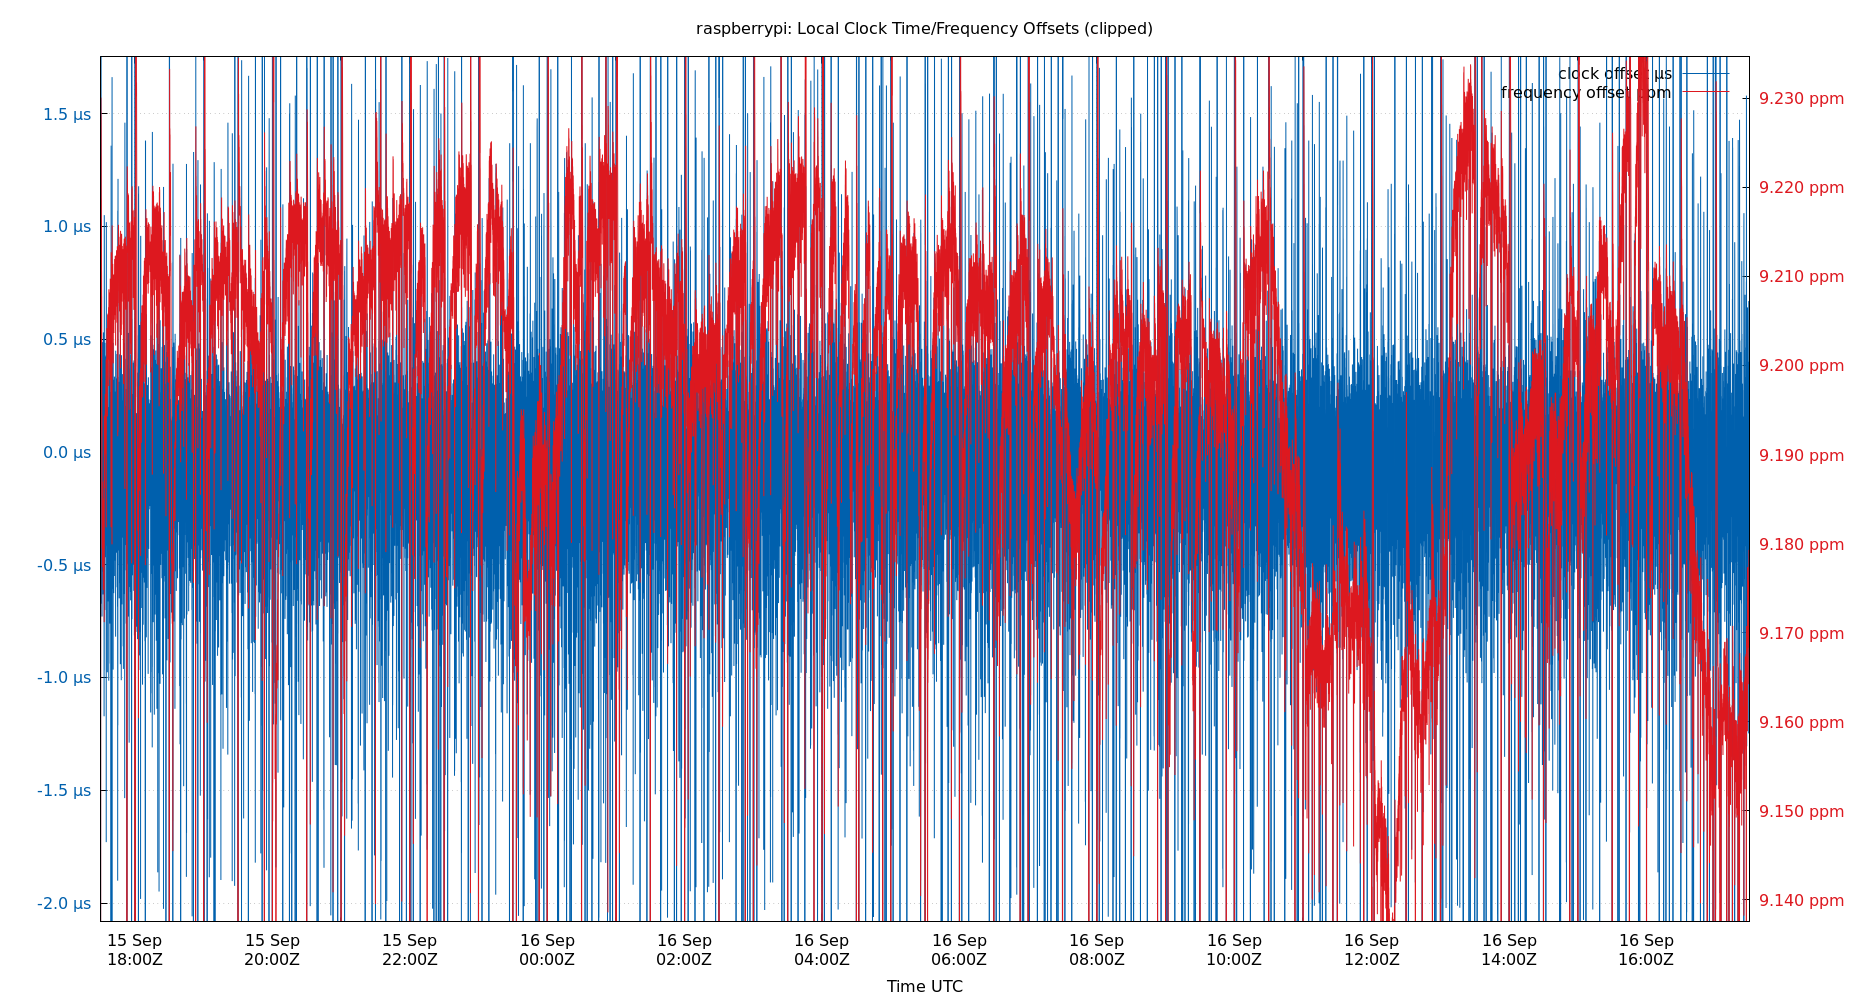 raspberrypi: Local Clock Time/Frequency Offsets (clipped)
clock offset µs
frequency offset ppm
1.5 µs
1.0 µs
0.5 µs
0.0 µs
-0.5 µs
-1.0 µs
-1.5 µs
-2.0 µs
9.230 ppm
9.220 ppm
9.210 ppm
9.200 ppm
9.190 ppm
9.180 ppm
9.170 ppm
9.160 ppm
9.150 ppm
9.140 ppm
15 Sep 15 Sep 15 Sep 16 Sep 16 Sep 16 Sep 16 Sep 16 Sep 16 Sep 16 Sep 16 Sep 16 Sep
18:00Z 20:00Z 22:00Z 00:00Z 02:00Z 04:00Z 06:00Z 08:00Z 10:00Z 12:00Z 14:00Z 16:00Z
Time UTC